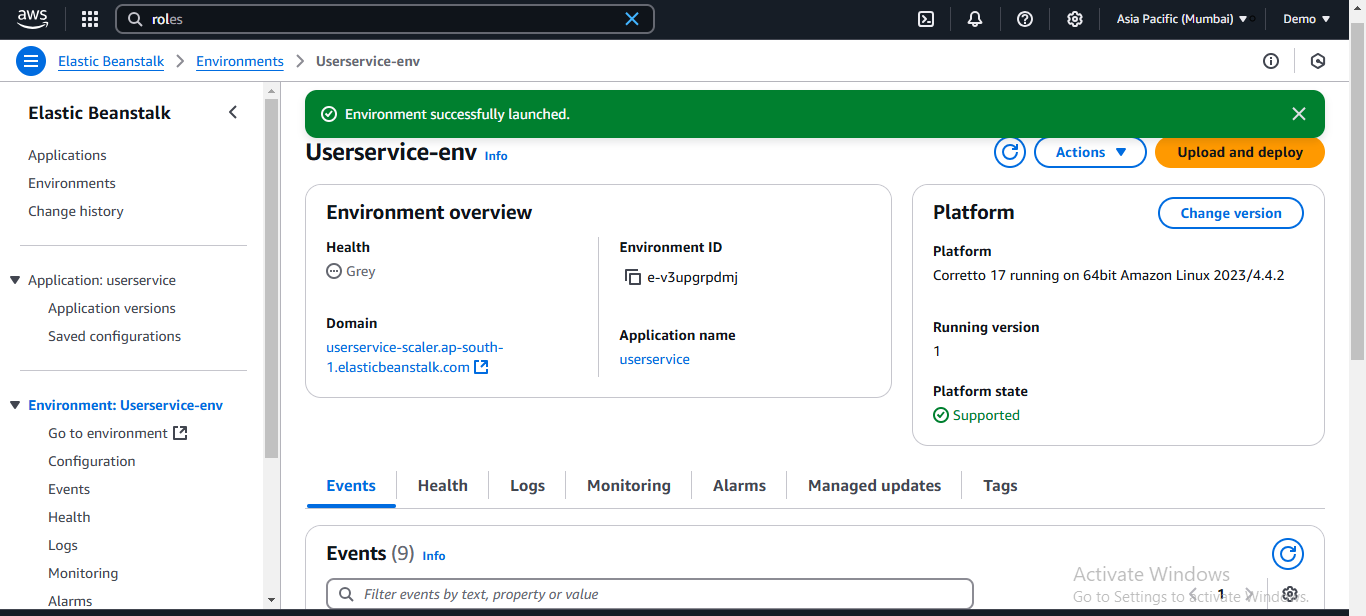 aws
roles
Asia Pacific (Mumbai)
Demo
Elastic Beanstalk
Environments
Userservice-env
Elastic Beanstalk
Applications
Environments
Change history
Application: userservice
Application versions
Saved configurations
Environment: Userservice-env
Go to environment
Configuration
Events
Health
Logs
Monitoring
Alarms
Environment successfully launched.
Userservice-env Info
Actions
Upload and deploy
Environment overview
Health
Grey
Domain
userservice-scaler.ap-south-
1.elasticbeanstalk.com
Environment ID
e-v3upgrpdmj
Application name
userservice
Platform
Change version
Platform
Corretto 17 running on 64bit Amazon Linux 2023/4.4.2
Running version
1
Platform state
Supported
Events Health Logs Monitoring Alarms Managed updates Tags
Events (9) Info
Filter events by text, property or value
1
Activate Windows
Go to Settings to activate Windows.